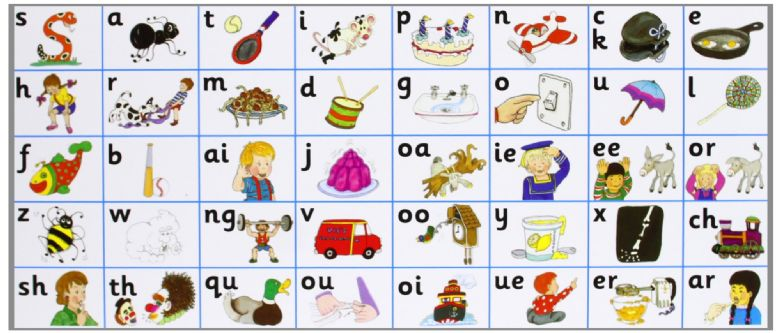 s a t i p n c k e
h r m d g o u l
f b ai j oa ie ee or
z w ng v oo y x ch
sh th qu ou oi ue er ar